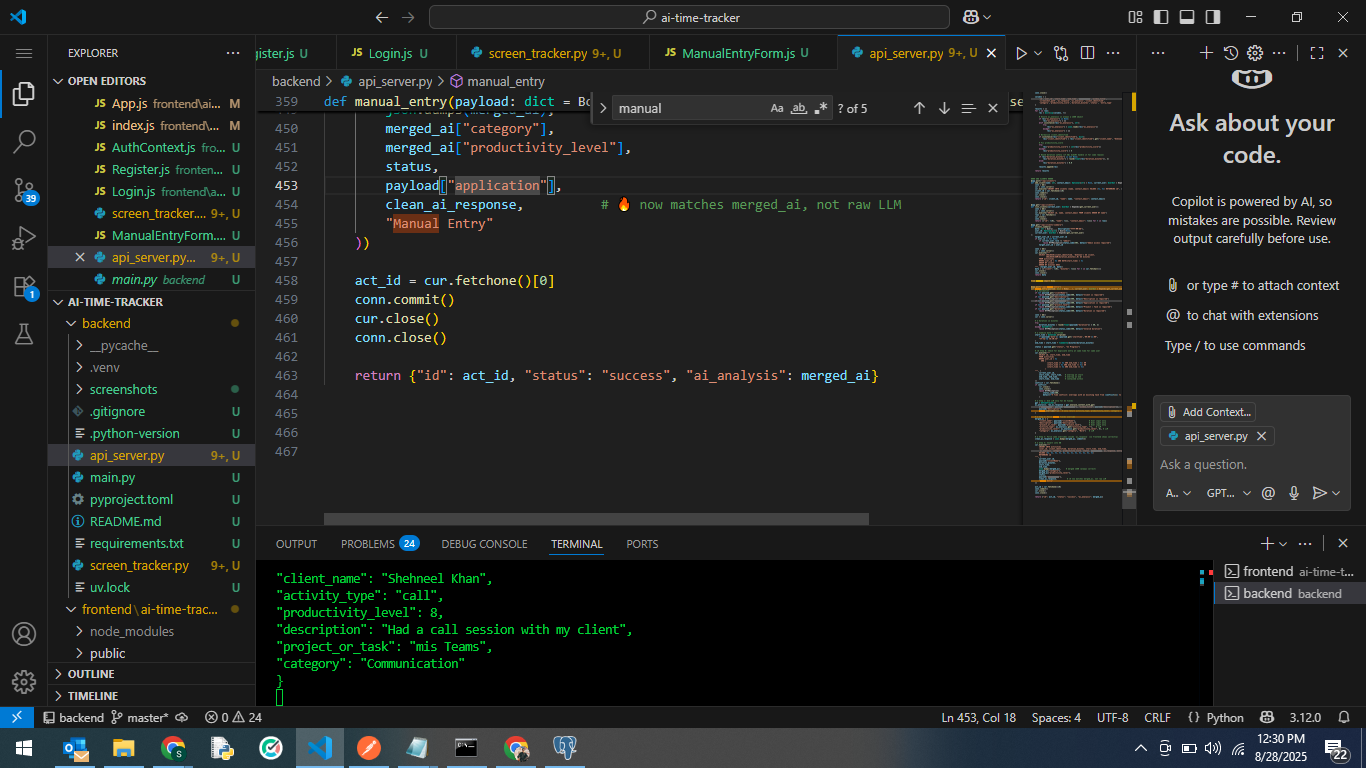 ai-time-tracker
EXPLORER
OPEN EDITORS
App.js frontend\ai... M
index.js frontend\... M
AuthContext.js fro... U
Register.js fronten... U
Login.js frontend\a... U
screen_tracker.... 9+, U
ManualEntryForm.... U
api_server.py... 9+, U
main.py backend U
AI-TIME-TRACKER
backend
__pycache__
.venv
screenshots
.gitignore U
.python-version U
api_server.py 9+, U
main.py U
pyproject.toml U
README.md U
requirements.txt U
screen_tracker.py 9+, U
uv.lock U
frontend\ai-time-trac...
node_modules
public
OUTLINE
TIMELINE
39
1
gister.js U
Login.js U
screen_tracker.py 9+, U
ManualEntryForm.js U
api_server.py 9+, U
backend > api_server.py > manual_entry
manual Aa ab ? of 5
359 def manual_entry(payload: dict = Bo
450 merged_ai["category"],
451 merged_ai["productivity_level"],
452 status,
453 payload["application"],
454 clean_ai_response, # 🔥 now matches merged_ai, not raw LLM
455 "Manual Entry"
456 ))
457
458 act_id = cur.fetchone()[0]
459 conn.commit()
460 cur.close()
461 conn.close()
462
463 return {"id": act_id, "status": "success", "ai_analysis": merged_ai}
464
465
466
467
Ask about your
code.
Copilot is powered by AI, so
mistakes are possible. Review
output carefully before use.
or type # to attach context
@ to chat with extensions
Type / to use commands
Add Context...
api_server.py
Ask a question.
A.. GPT... @
OUTPUT PROBLEMS 24 DEBUG CONSOLE TERMINAL PORTS
"client_name": "Shehneel Khan",
"activity_type": "call",
"productivity_level": 8,
"description": "Had a call session with my client",
"project_or_task": "mis Teams",
"category": "Communication"
}
frontend ai-time-t...
backend backend
backend master* 0 24 Ln 453, Col 18 Spaces: 4 UTF-8 CRLF { } Python 3.12.0
12:30 PM
8/28/2025
22